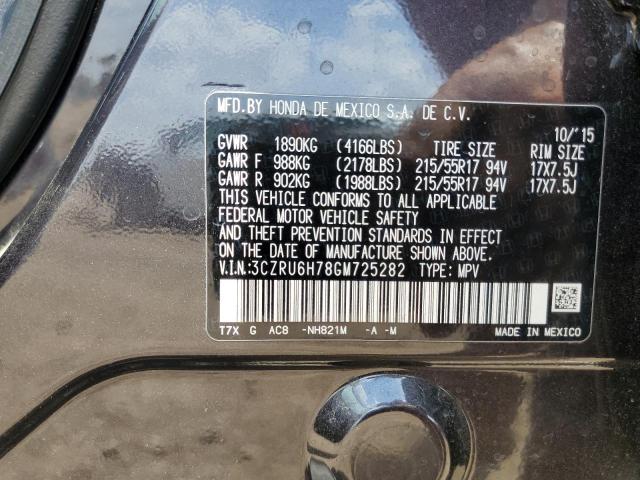 MFD.BY HONDA DE MEXICO S.A. DE C.V.
10/'15
GVWR 1890KG (4166LBS) TIRE SIZE RIM SIZE
GAWR F 988KG (2178LBS) 215/55R17 94V 17X7.5J
GAWR R 902KG (1988LBS) 215/55R17 94V 17X7.5J
THIS VEHICLE CONFORMS TO ALL APPLICABLE
FEDERAL MOTOR VEHICLE SAFETY
AND THEFT PREVENTION STANDARDS IN EFFECT
ON THE DATE OF MANUFACTURE SHOWN ABOVE.
V.I.N.:3CZRU6H78GM725282 TYPE: MPV
T7X G AC8 -NH821M -A -M
MADE IN MEXICO